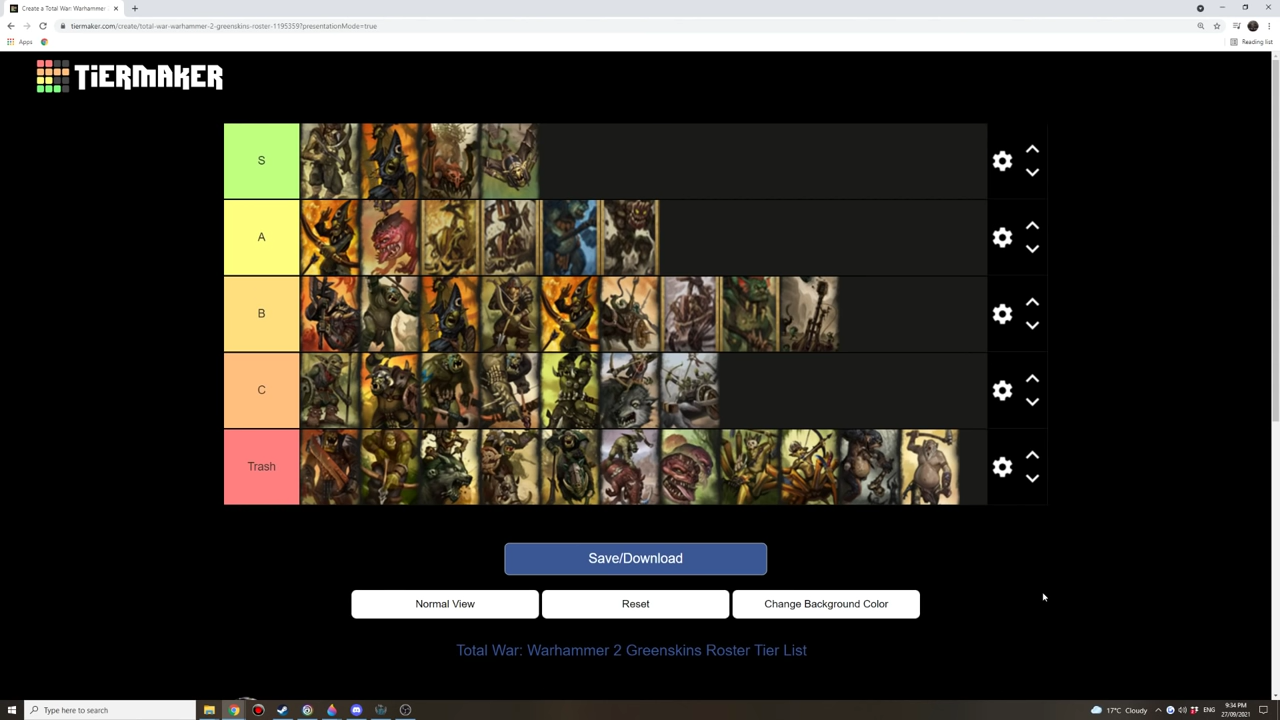 Create a Total War: Warhammer
tiermaker.com/create/total-war-warhammer-2-greenskins-roster-1195359?presentationMode=true
Apps
Reading list
TiERMAKER
S
A
B
C
Trash
Save/Download
Normal View
Reset
Change Background Color
Total War: Warhammer 2 Greenskins Roster Tier List
Type here to search
17°C Cloudy
ENG
9:34 PM
27/09/2021